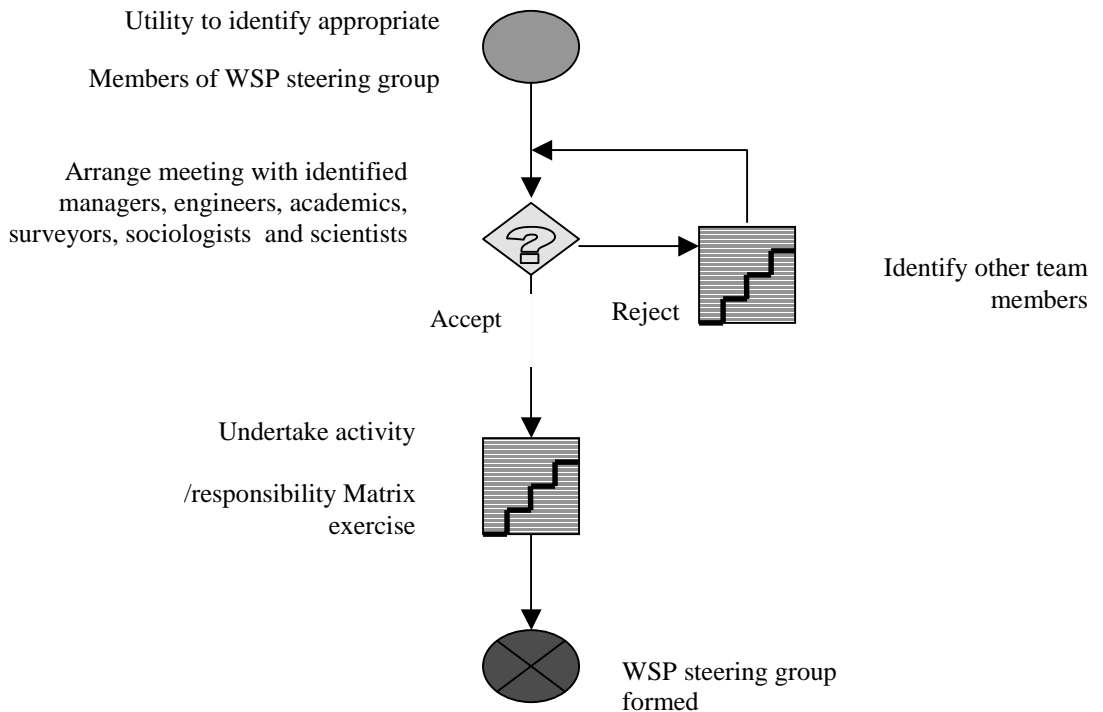 Utility to identify appropriate
Members of WSP steering group
Arrange meeting with identified
managers, engineers, academics,
surveyors, sociologists and scientists
?
Identify other team
members
Accept
Reject
Undertake activity
/responsibility Matrix
exercise
WSP steering group
formed